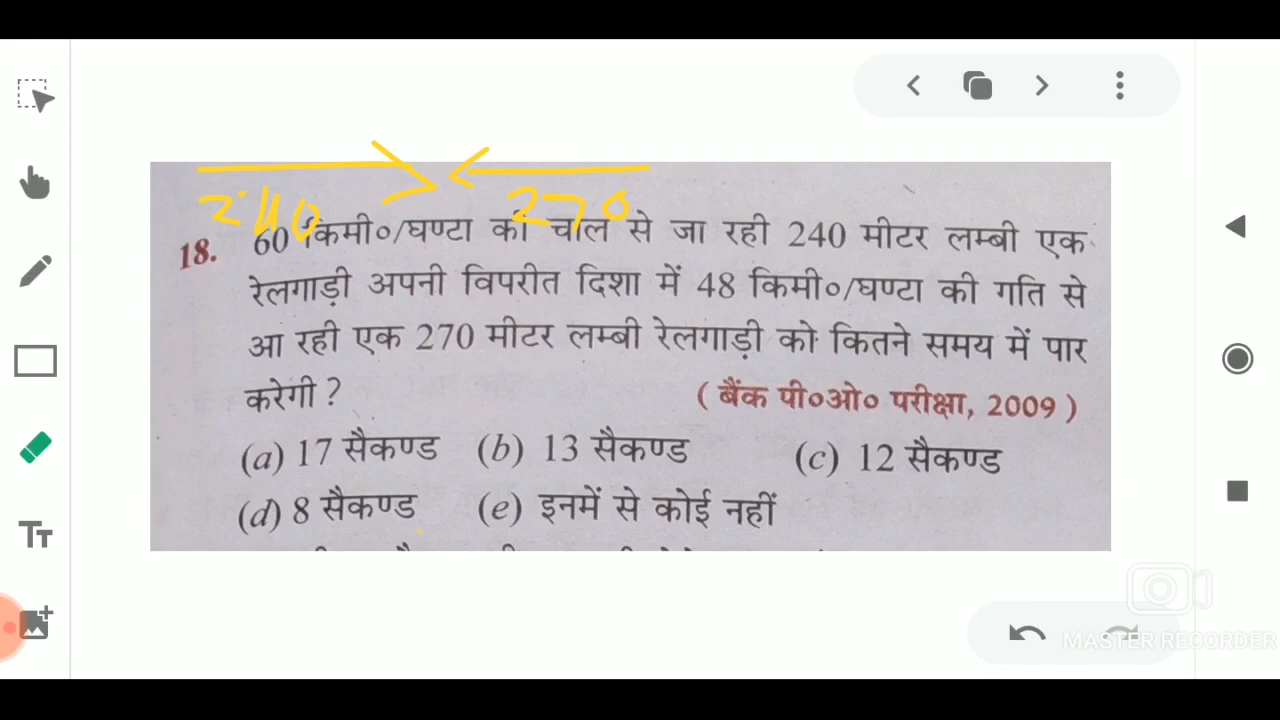 240 270
18. 60 किमी०/घण्टा की चाल से जा रही 240 मीटर लम्बी एक
रेलगाड़ी अपनी विपरीत दिशा में 48 किमी०/घण्टा की गति से
आ रही एक 270 मीटर लम्बी रेलगाड़ी को कितने समय में पार
करेगी ?
( बैंक पी०ओ० परीक्षा, 2009 )
(a) 17 सैकण्ड (b) 13 सैकण्ड (c) 12 सैकण्ड
(d) 8 सैकण्ड (e) इनमें से कोई नहीं
Tт
MASTER RECORDER